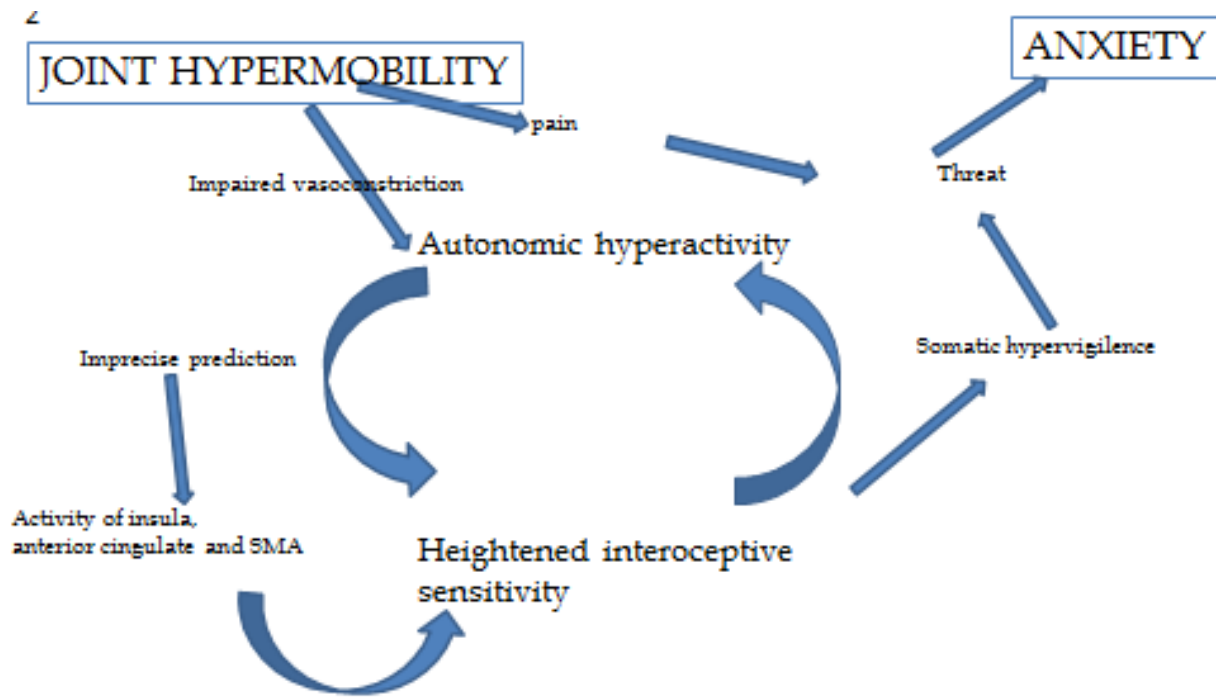 2
JOINT HYPERMOBILITY
ANXIETY
pain
Threat
Impaired vasoconstriction
Autonomic hyperactivity
Imprecise prediction
Somatic hypervigilence
Activity of insula,
anterior cingulate and SMA
Heightened interoceptive
sensitivity